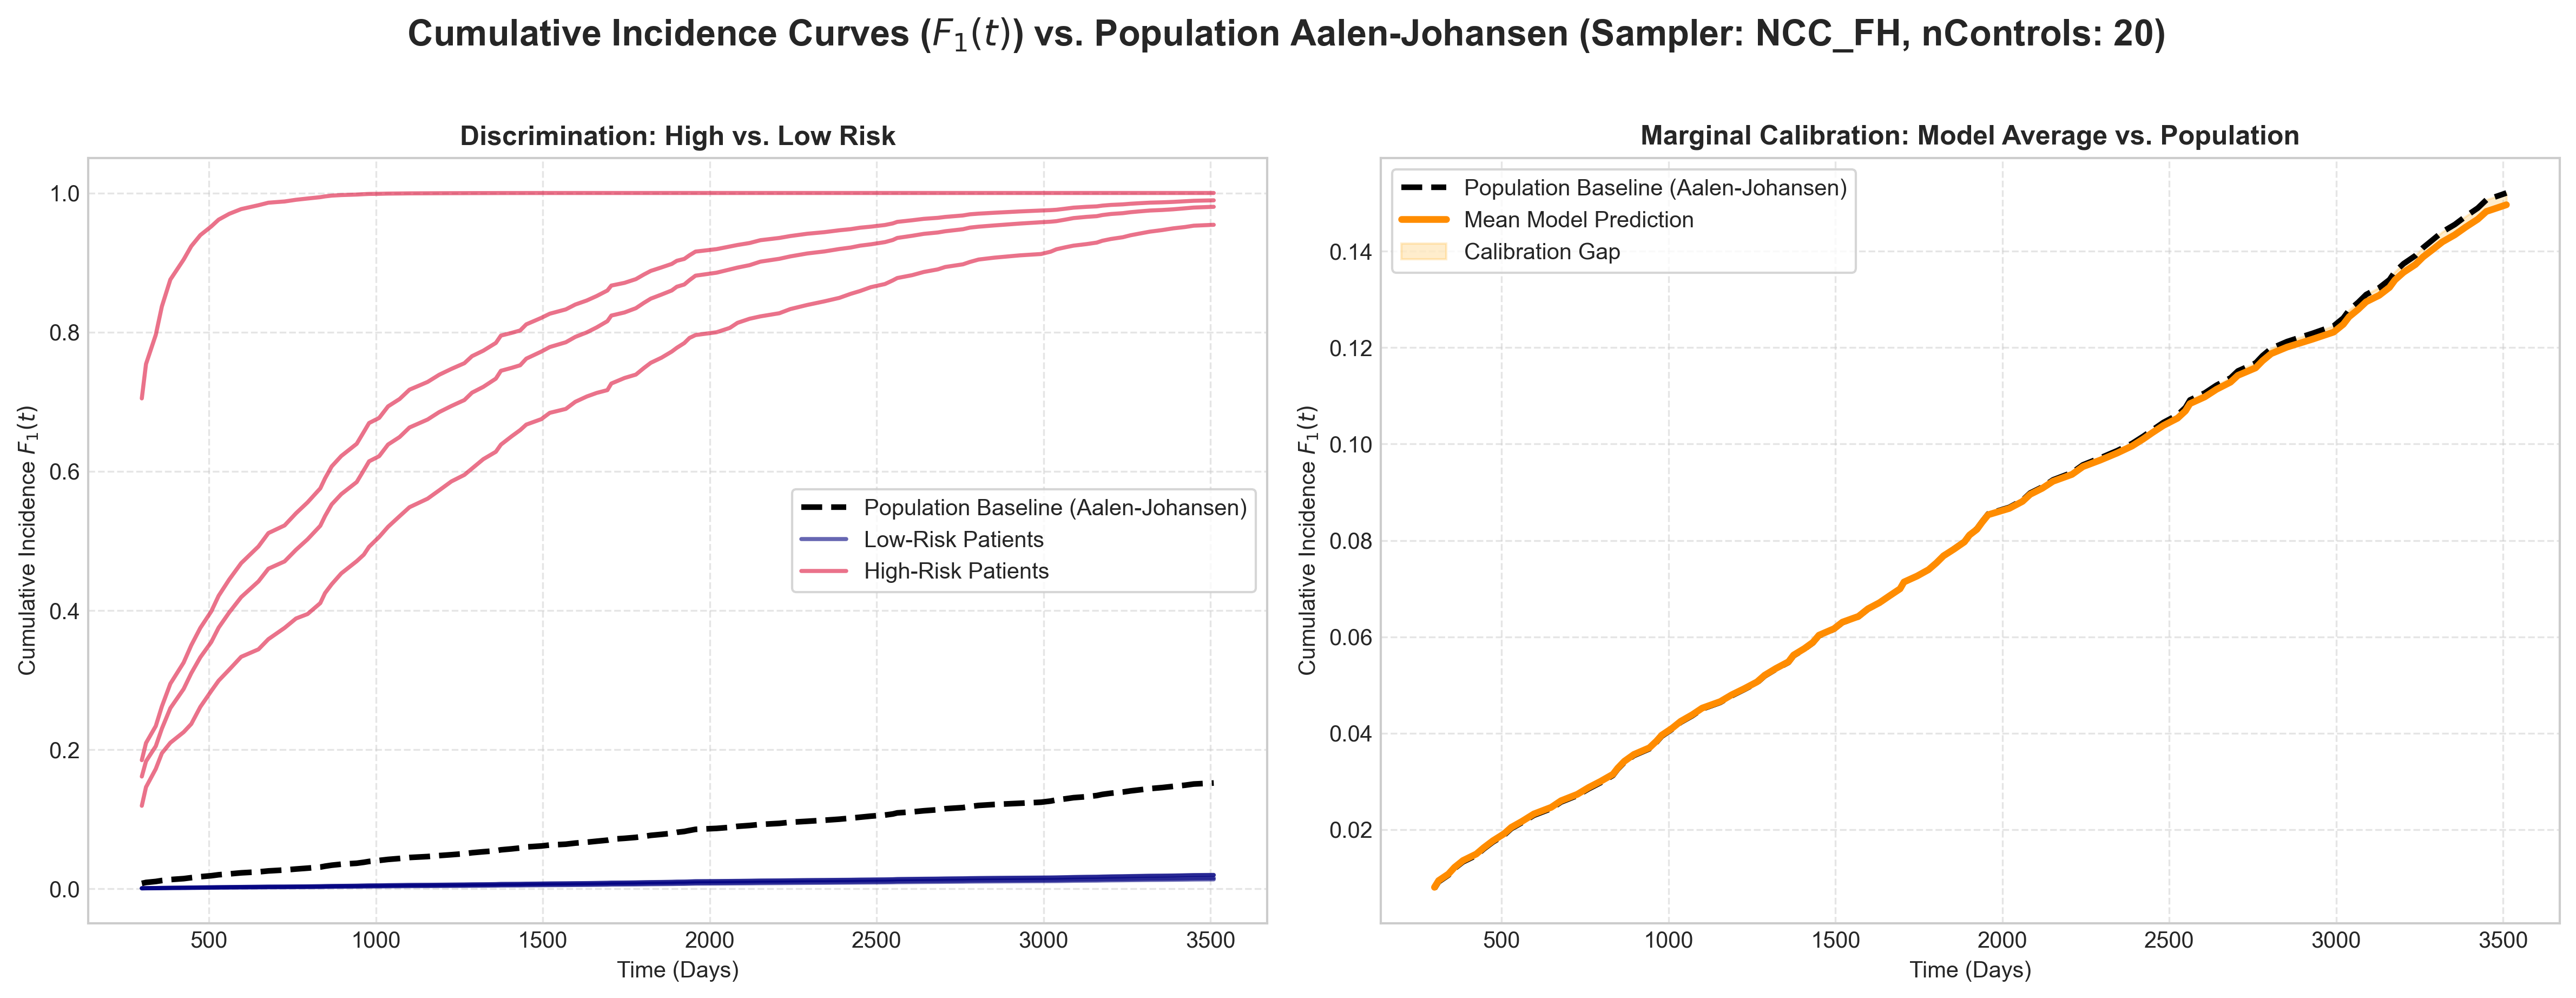 Cumulative Incidence Curves (F₁(t)) vs. Population Aalen-Johansen (Sampler: NCC_FH, nControls: 20)
Discrimination: High vs. Low Risk
Cumulative Incidence F₁(t)
1.0
0.8
0.6
0.4
0.2
0.0
Population Baseline (Aalen-Johansen)
Low-Risk Patients
High-Risk Patients
500 1000 1500 2000 2500 3000 3500
Time (Days)
Marginal Calibration: Model Average vs. Population
Population Baseline (Aalen-Johansen)
Mean Model Prediction
Calibration Gap
Cumulative Incidence F₁(t)
0.14
0.12
0.10
0.08
0.06
0.04
0.02
500 1000 1500 2000 2500 3000 3500
Time (Days)